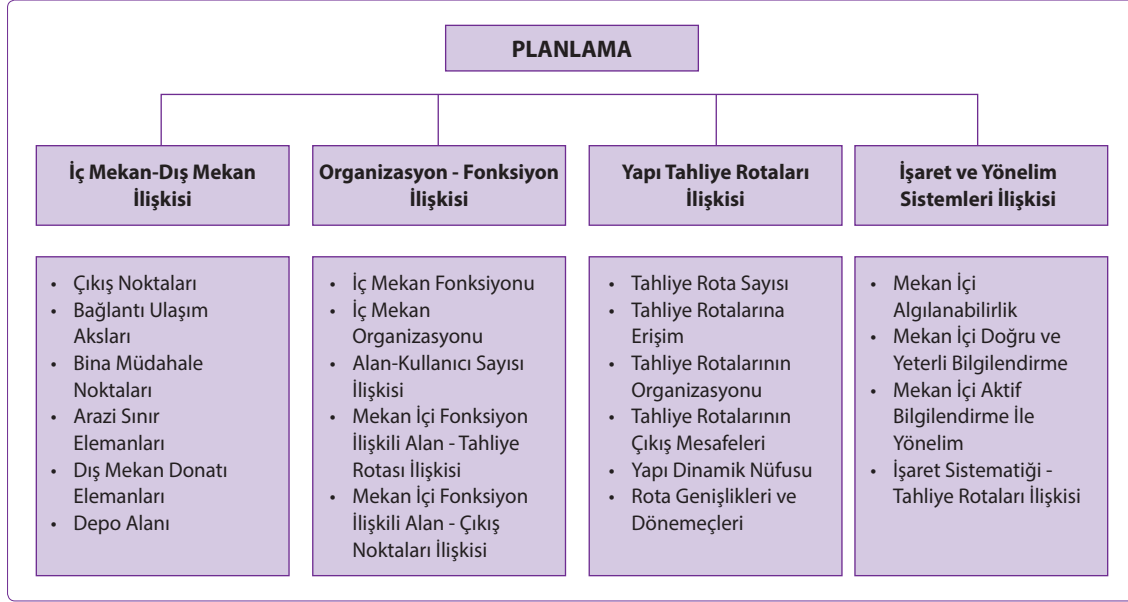 PLANLAMA
İç Mekan-Dış Mekan
İlişkisi
• Çıkış Noktaları
• Bağlantı Ulaşım
Aksları
• Bina Müdahale
Noktaları
• Arazi Sınır
Elemanları
• Dış Mekan Donatı
Elemanları
• Depo Alanı
Organizasyon - Fonksiyon
İlişkisi
• İç Mekan Fonksiyonu
• İç Mekan
Organizasyonu
• Alan-Kullanıcı Sayısı
İlişkisi
• Mekan İçi Fonksiyon
İlişkili Alan - Tahliye
Rotası İlişkisi
• Mekan İçi Fonksiyon
İlişkili Alan - Çıkış
Noktaları İlişkisi
Yapı Tahliye Rotaları
İlişkisi
• Tahliye Rota Sayısı
• Tahliye Rotalarına
Erişim
• Tahliye Rotalarının
Organizasyonu
• Tahliye Rotalarının
Çıkış Mesafeleri
• Yapı Dinamik Nüfusu
• Rota Genişlikleri ve
Dönemeçleri
İşaret ve Yönelim
Sistemleri İlişkisi
• Mekan İçi
Algılanabilirlik
• Mekan İçi Doğru ve
Yeterli Bilgilendirme
• Mekan İçi Aktif
Bilgilendirme İle
Yönelim
• İşaret Sistematiği -
Tahliye Rotaları İlişkisi